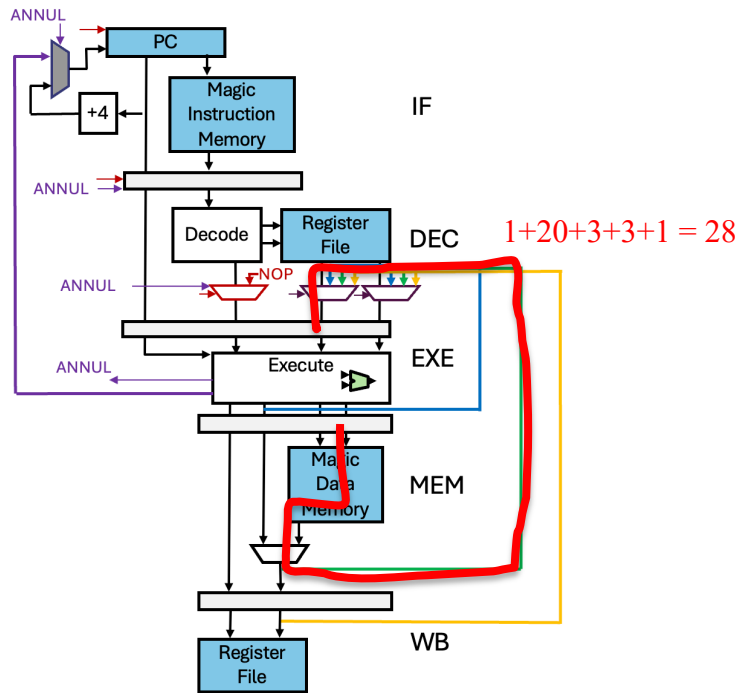 ANNUL
PC
Magic
Instruction
Memory
IF
+4
ANNUL
Decode
Register
File
DEC
1+20+3+3+1 = 28
NOP
ANNUL
EXE
Execute
ANNUL
Magic
Data
Memory
MEM
WB
Register
File